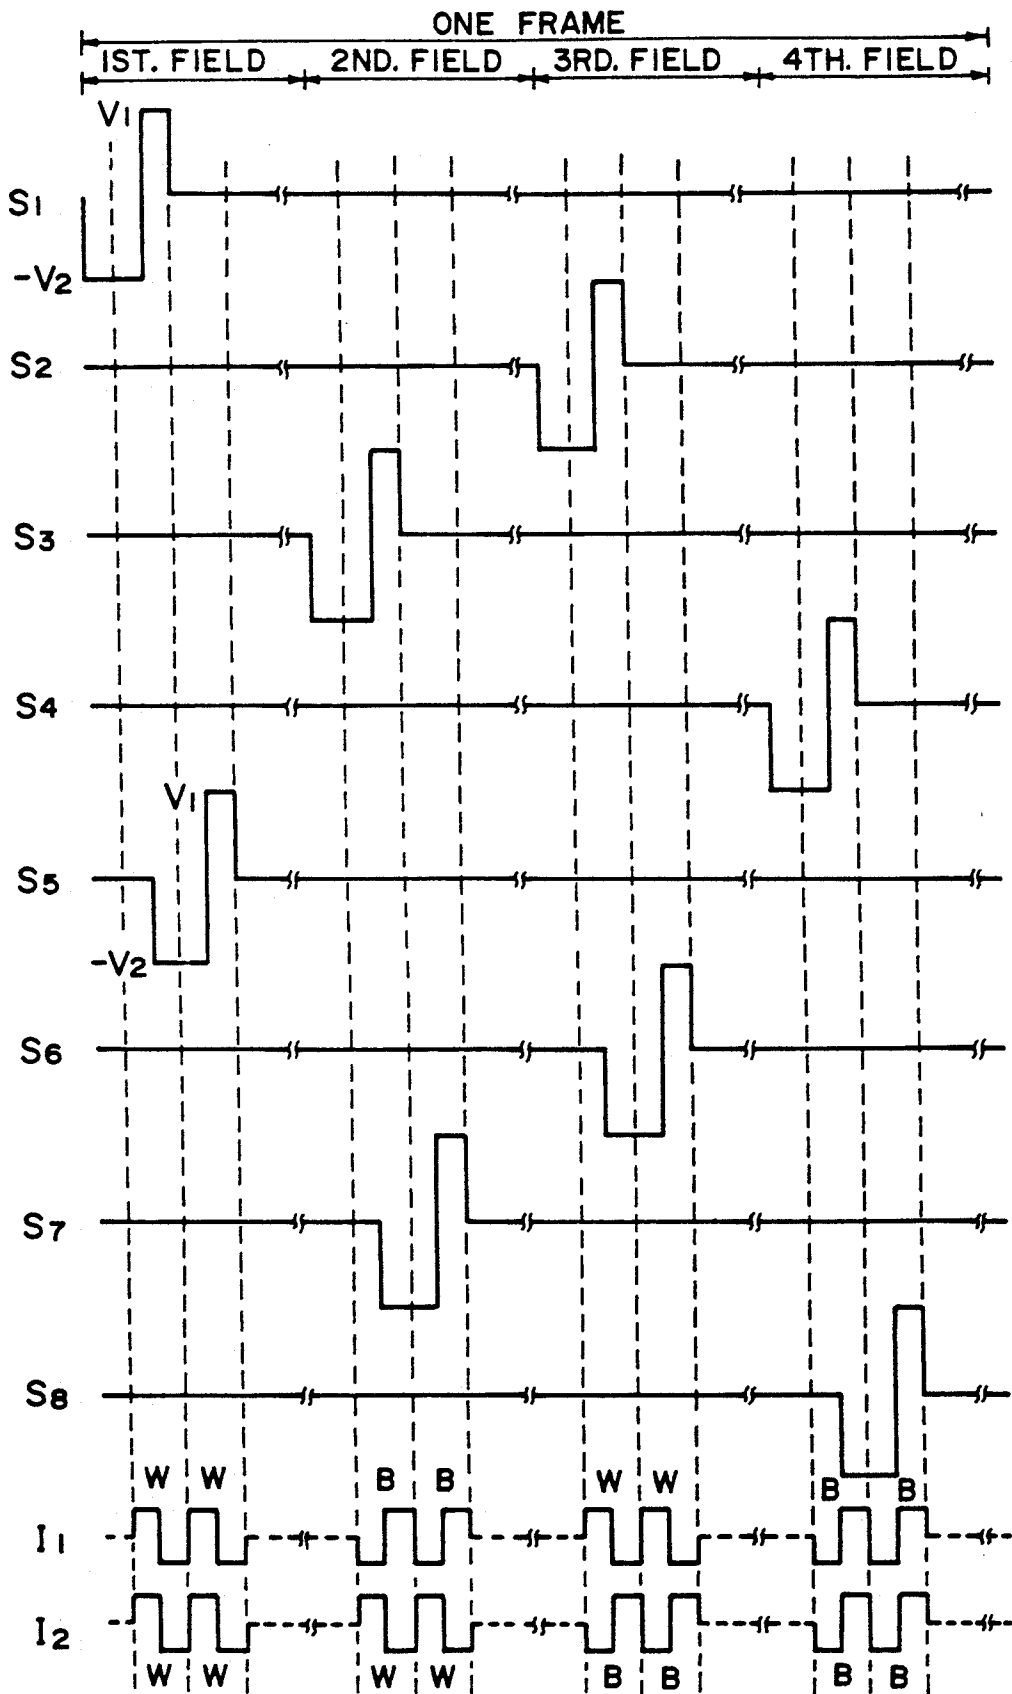 ONE FRAME
1ST. FIELD 2ND. FIELD 3RD. FIELD 4TH. FIELD
V1
S1
-V2
S2
S3
S4
V1
S5
-V2
S6
S7
S8
W W B B W W B B
I1
I2
W W W W B B B B